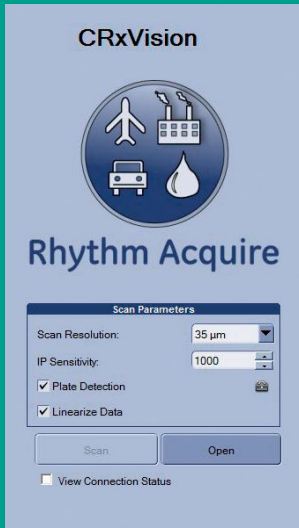 CRxVision
Rhythm Acquire
Scan Parameters
Scan Resolution: 35 µm
IP Sensitivity: 1000
Plate Detection
Linearize Data
Scan Open
View Connection Status